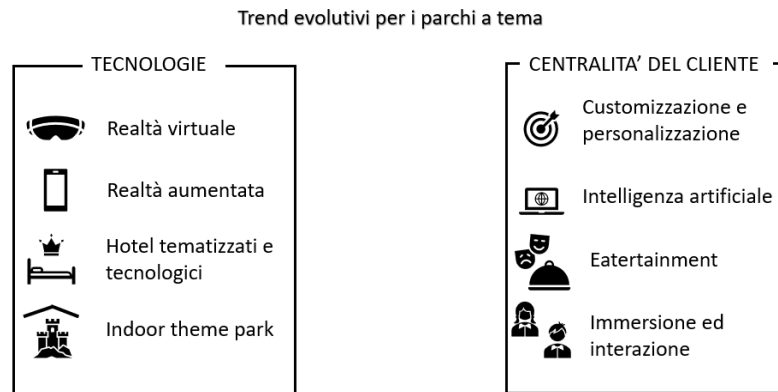 Trend evolutivi per i parchi a tema
TECNOLOGIE
Realtà virtuale
Realtà aumentata
Hotel tematizzati e
tecnologici
Indoor theme park
CENTRALITA’ DEL CLIENTE
Customizzazione e
personalizzazione
Intelligenza artificiale
Eatertainment
Immersione ed
interazione